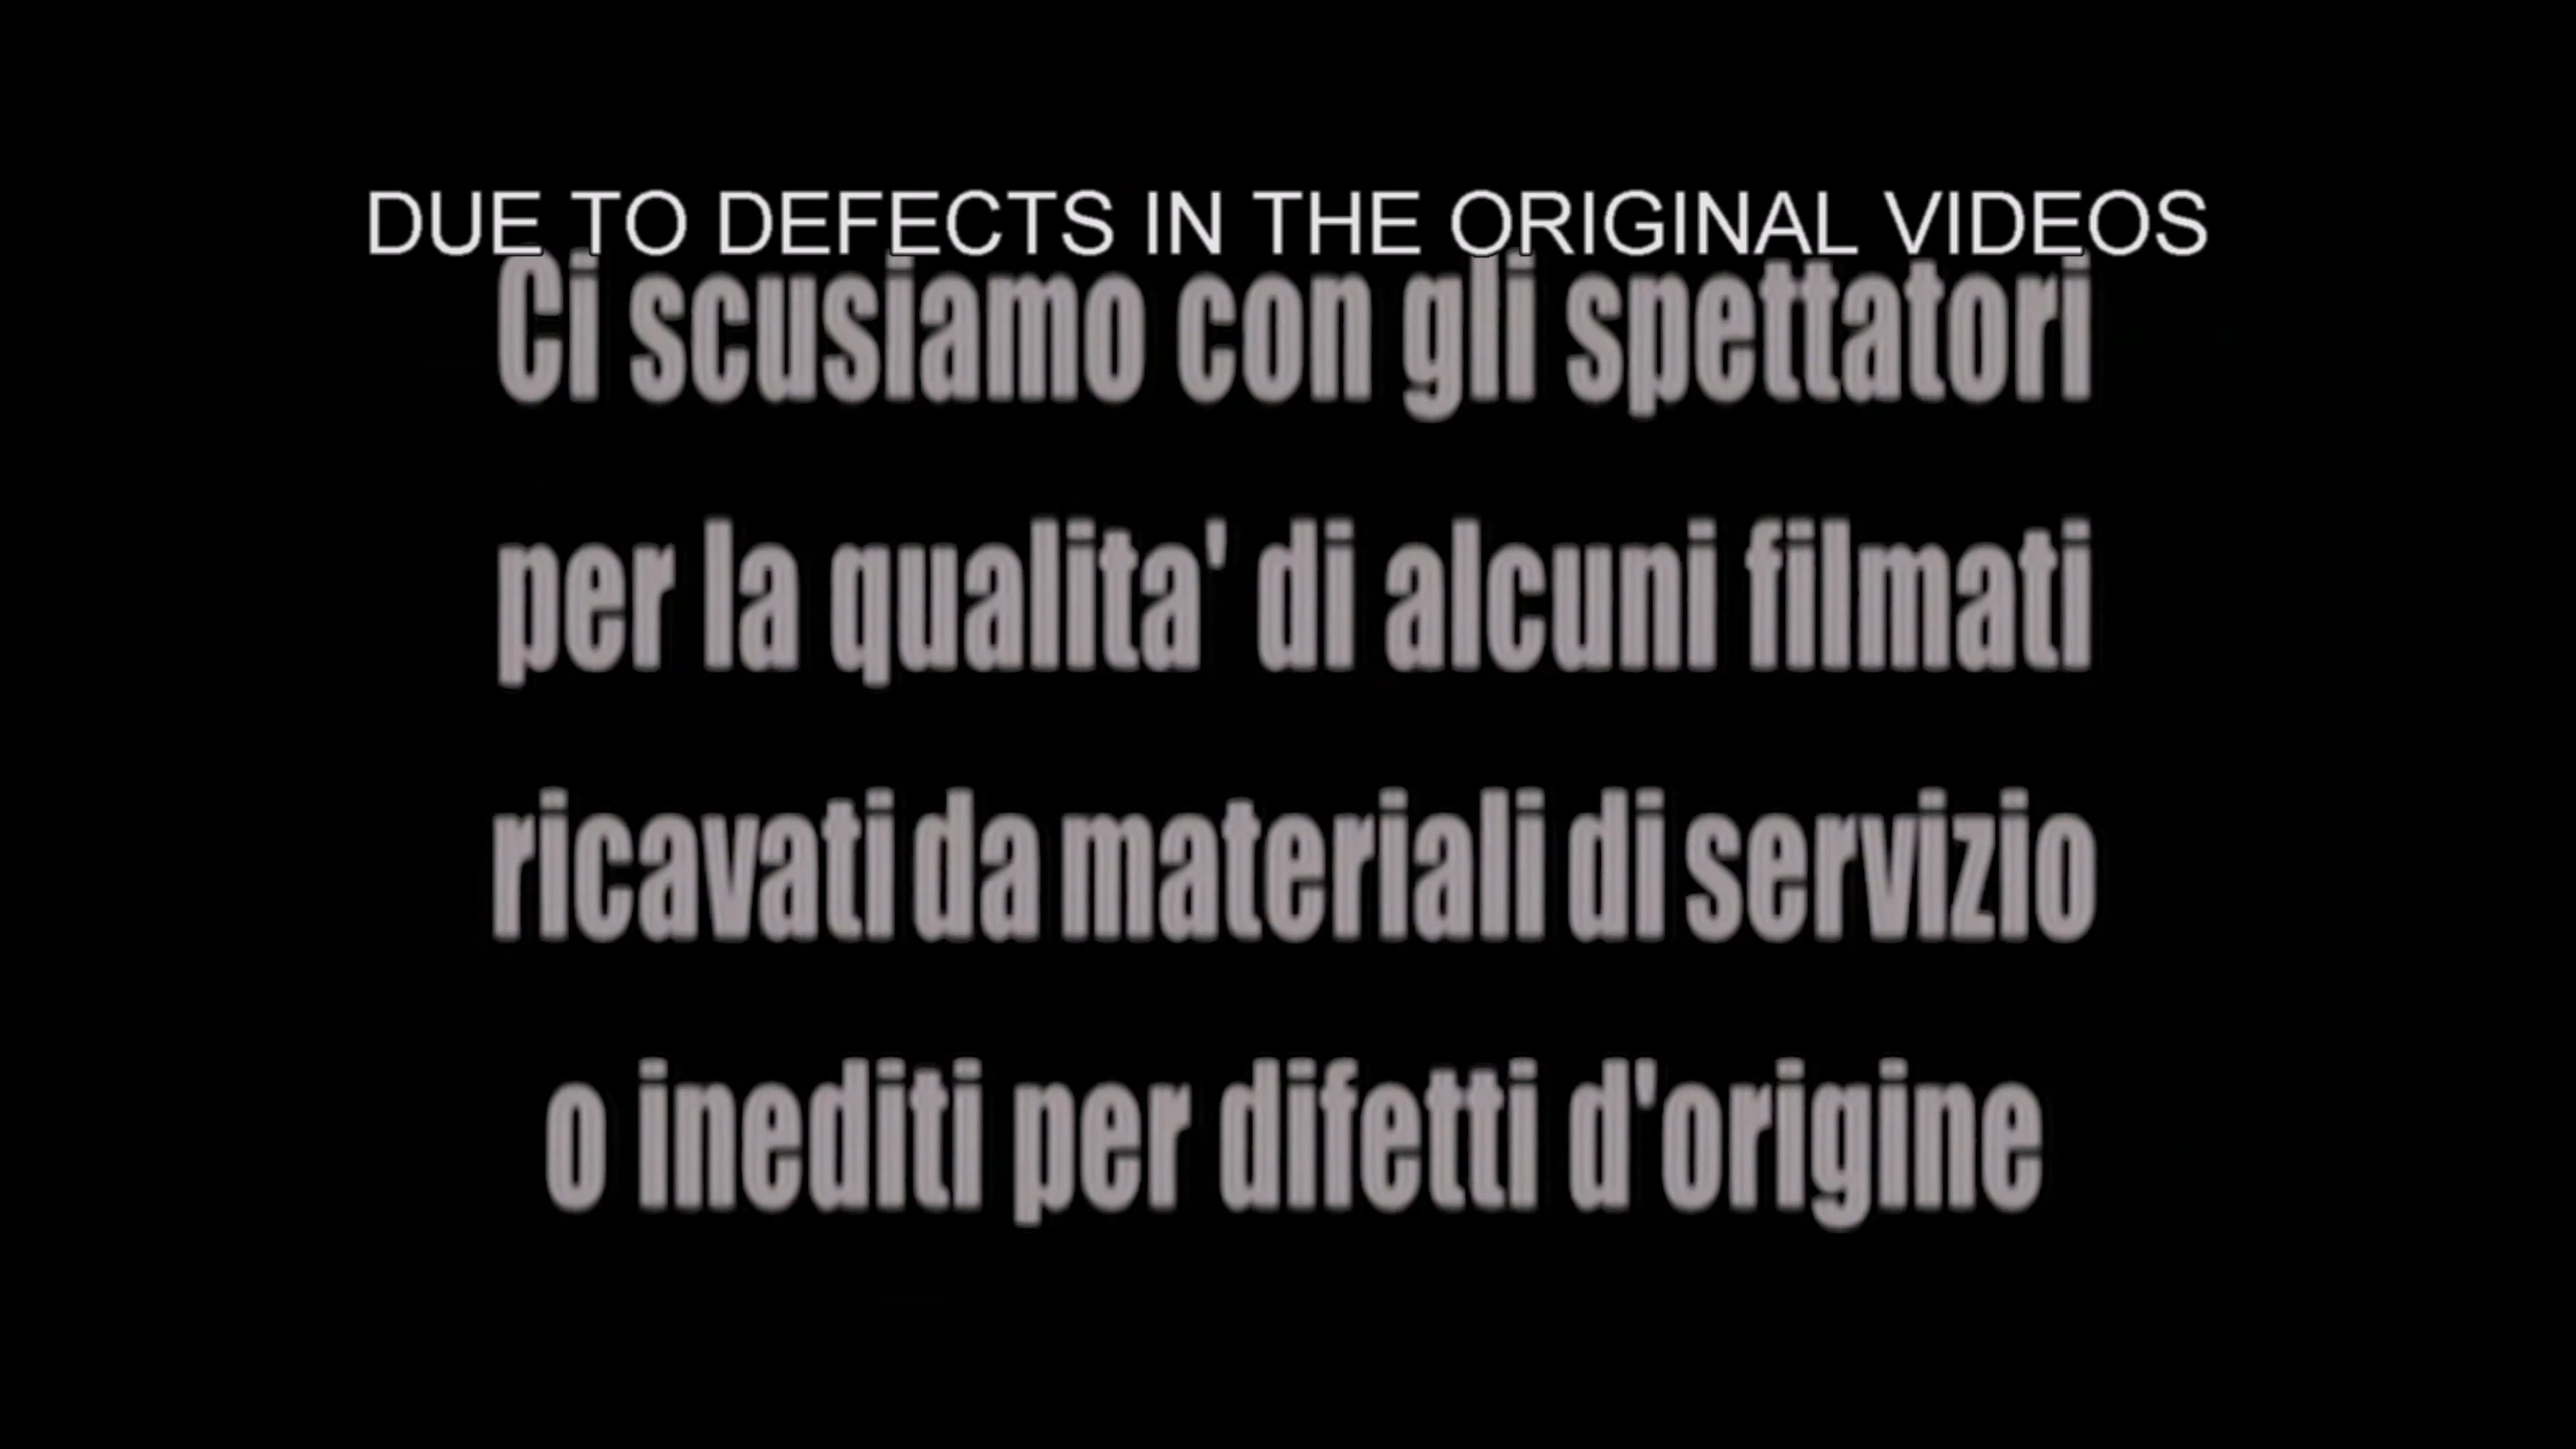 DUE TO DEFECTS IN THE ORIGINAL VIDEOS
Ci scusiamo con gli spettatori
per la qualita' di alcuni filmati
ricavati da materiali di servizio
o inediti per difetti d'origine